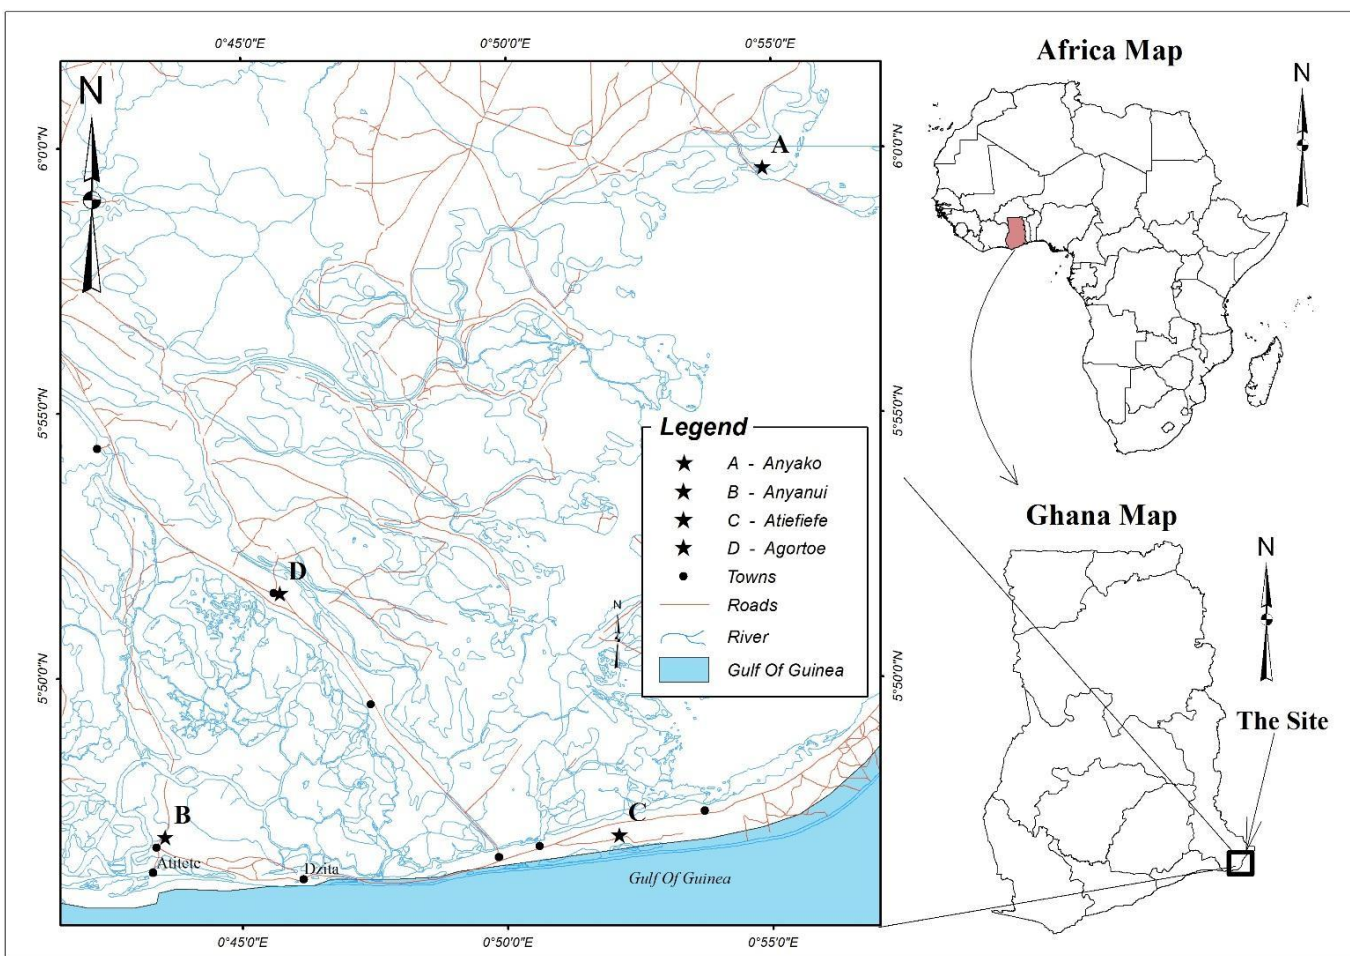 0°45'0"E
0°50'0"E
0°55'0"E
N
6°0'0"N
5°55'0"N
5°50'0"N
A
D
B
C
Atitetc
Dzita
Gulf Of Guinea
N
Legend
A - Anyako
B - Anyanui
C - Atiefiefe
D - Agortoe
Towns
Roads
River
Gulf Of Guinea
6°0'0"N
5°55'0"N
5°50'0"N
0°45'0"E
0°50'0"E
0°55'0"E
Africa Map
N
Ghana Map
N
The Site